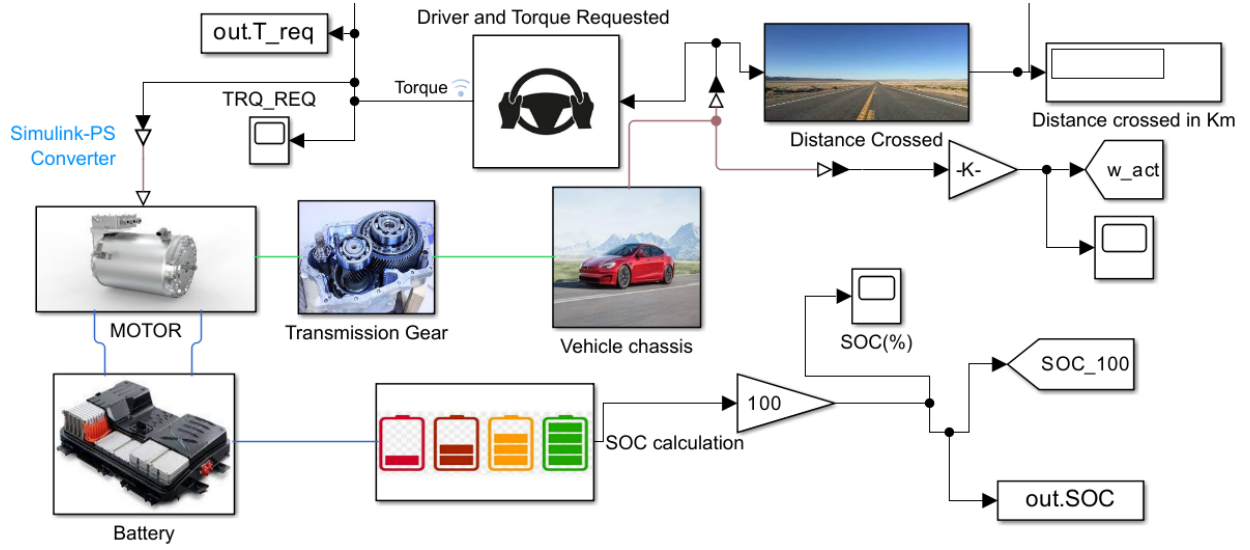 Driver and Torque Requested
out.T_req
Torque
TRQ_REQ
Simulink-PS
Converter
Distance Crossed
Distance crossed in Km
-K-
w_act
MOTOR
Transmission Gear
Vehicle chassis
SOC(%)
SOC_100
100
SOC calculation
out.SOC
Battery